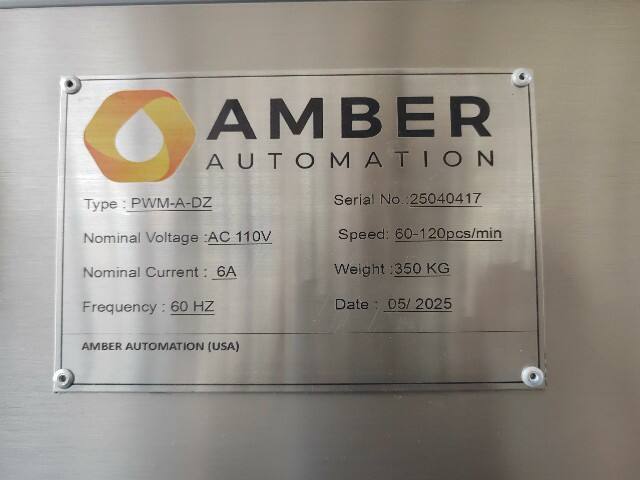 AMBER
AUTOMATION
Type : PWM-A-DZ
Serial No.:25040417
Nominal Voltage :AC 110V
Speed: 60-120pcs/min
Nominal Current : 6A
Weight :350 KG
Frequency : 60 HZ
Date : 05/ 2025
AMBER AUTOMATION (USA)